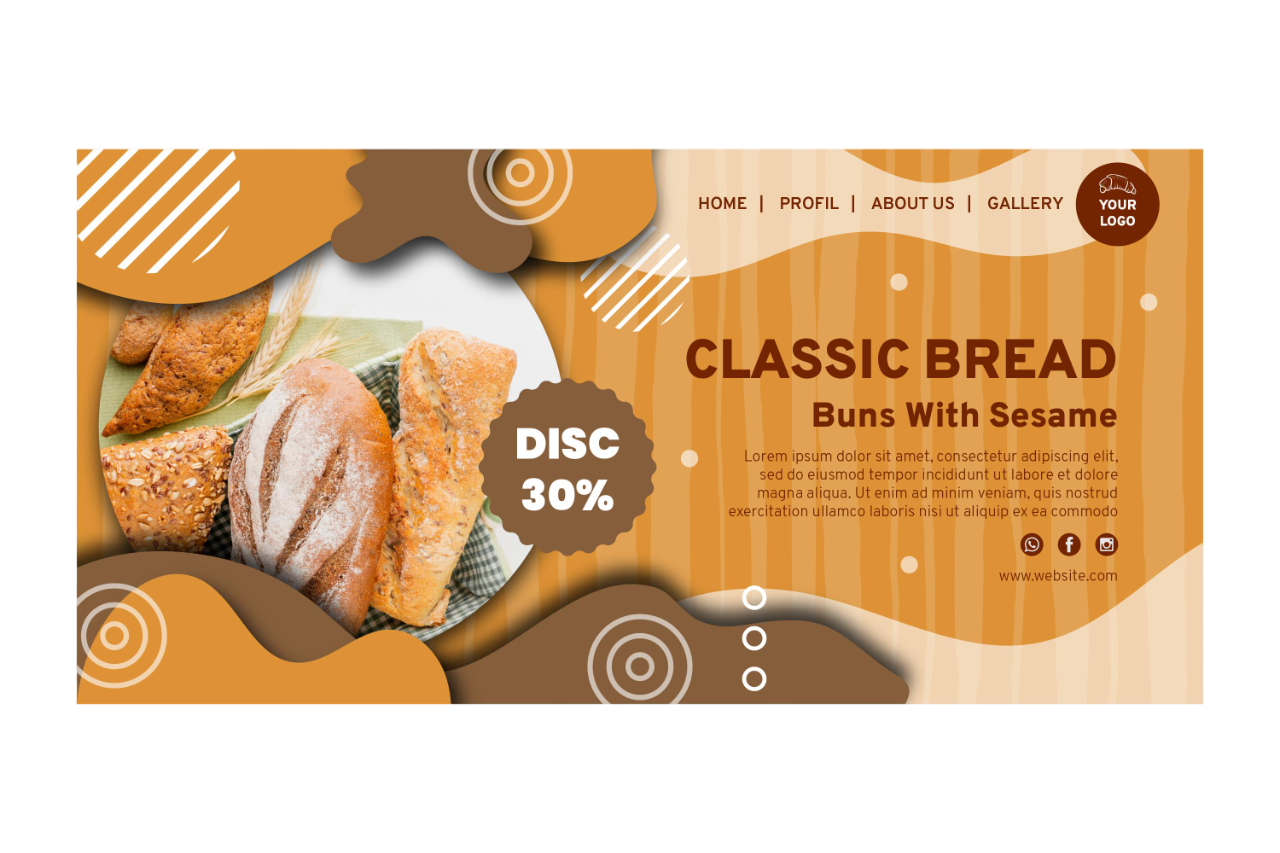 HOME | PROFIL | ABOUT US | GALLERY
YOUR
LOGO
CLASSIC BREAD
Buns With Sesame
DISC
30%
Lorem ipsum dolor sit amet, consectetur adipiscing elit,
sed do eiusmod tempor incididunt ut labore et dolore
magna aliqua. Ut enim ad minim veniam, quis nostrud
exercitation ullamco laboris nisi ut aliquip ex ea commodo
www.website.com